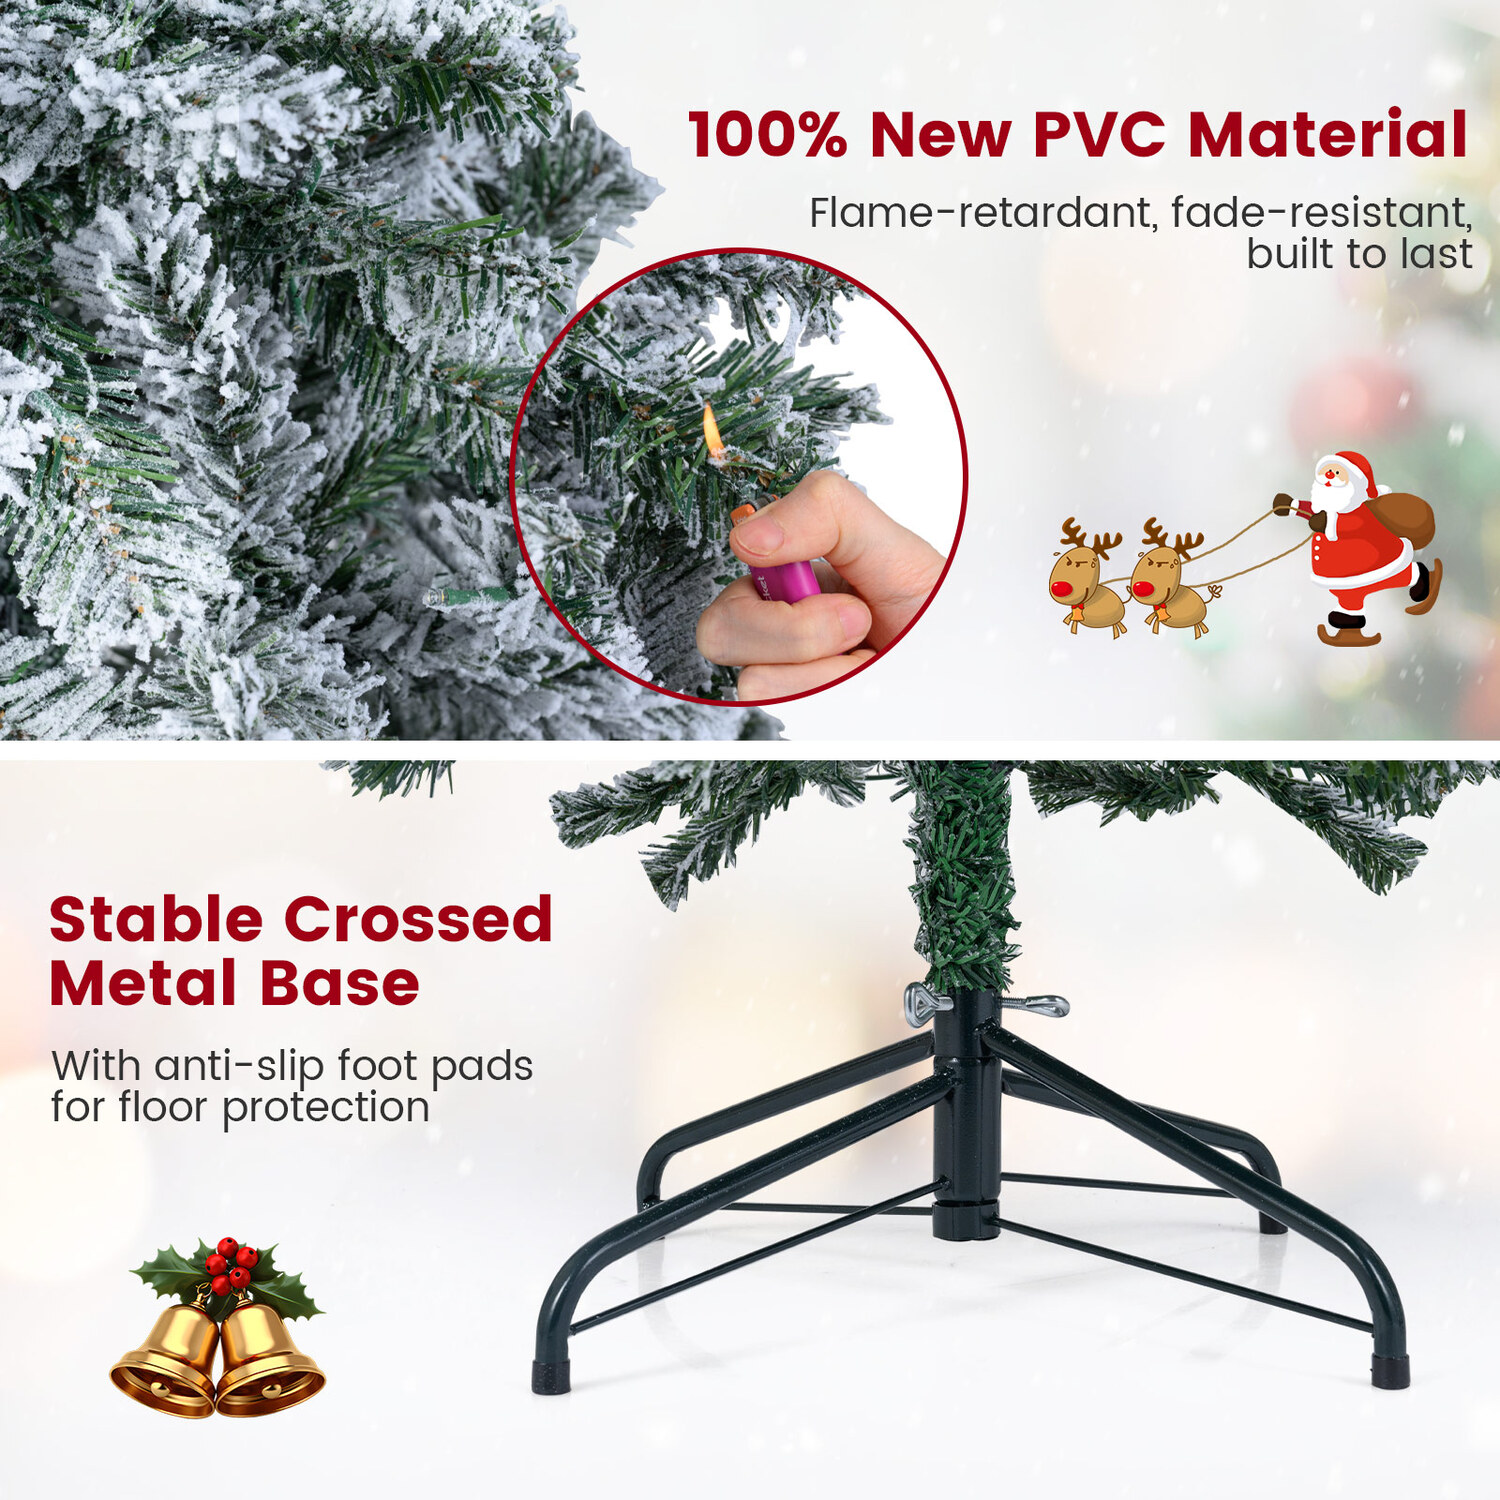 100% New PVC Material
Flame-retardant, fade-resistant,
built to last
Stable Crossed
Metal Base
With anti-slip foot pads
for floor protection